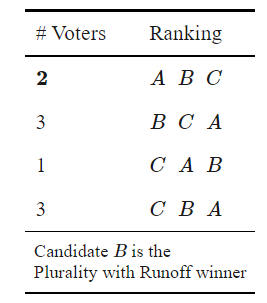 # Voters Ranking
2 A B C
3 B C A
1 C A B
3 C B A
Candidate B is the
Plurality with Runoff winner